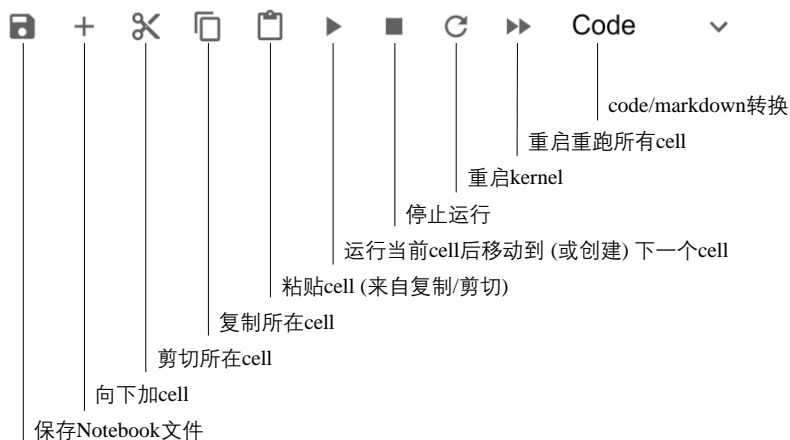 Code
code/markdown转换
重启重跑所有cell
重启kernel
停止运行
运行当前cell后移动到 (或创建) 下一个cell
粘贴cell (来自复制/剪切)
复制所在cell
剪切所在cell
向下加cell
保存Notebook文件